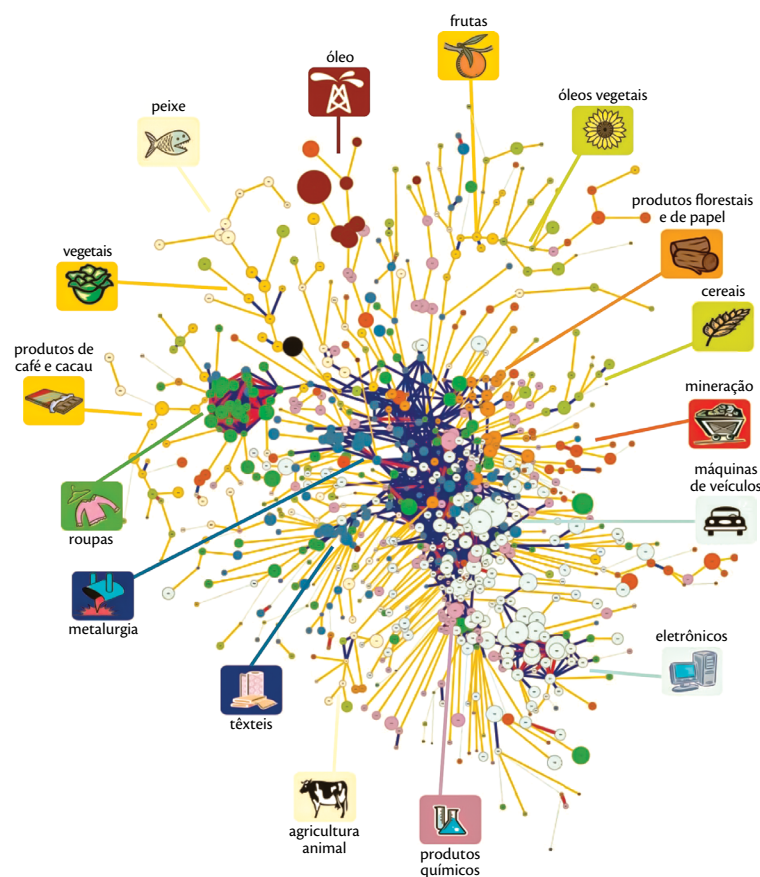 frutas
óleo
óleos vegetais
peixe
produtos florestais
e de papel
vegetais
cereais
produtos de
café e cacau
mineração
máquinas
de veículos
roupas
metalurgia
eletrônicos
têxteis
agricultura
animal
produtos
químicos